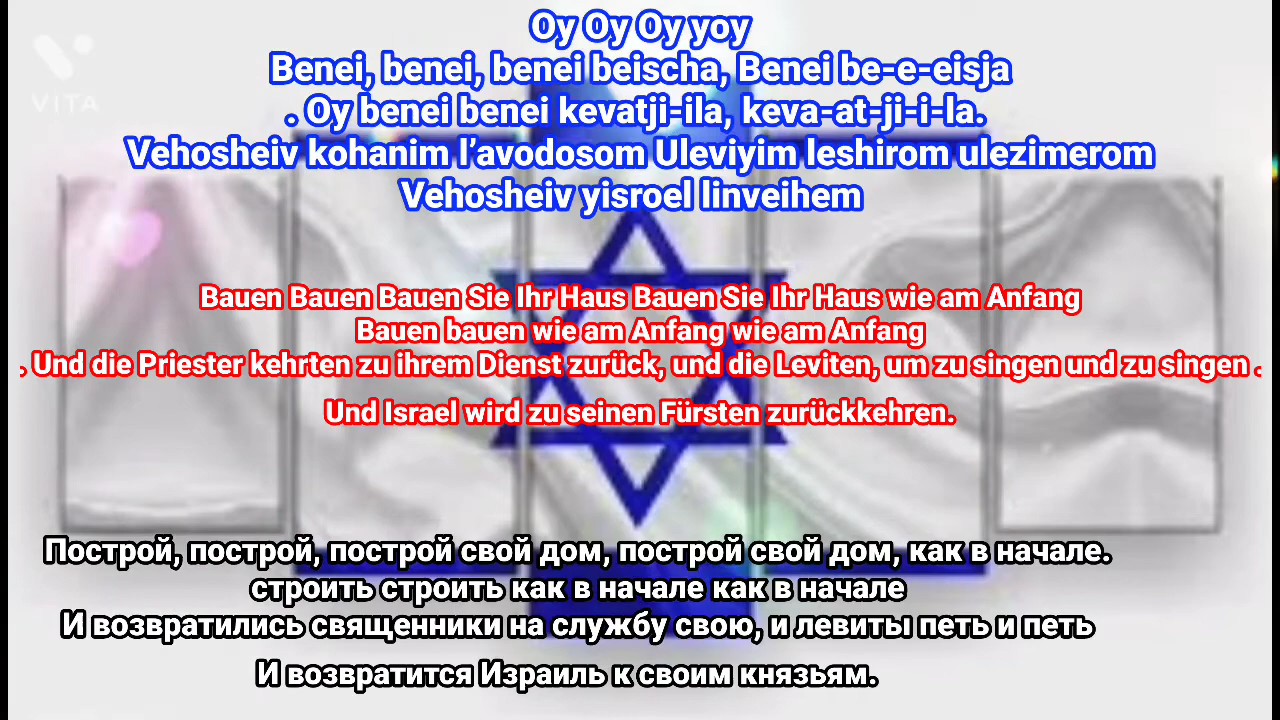 VITA
Oy Oy Oy yoy
Benei, benei, benei beischa, Benei be-e-eisja
. Oy benei benei kevatji-ila, keva-at-ji-i-la.
Vehosheiv kohanim l’avodosom Uleviyim leshirom ulezimerom
Vehosheiv yisroel linveihem
Bauen Bauen Bauen Sie Ihr Haus Bauen Sie Ihr Haus wie am Anfang
Bauen bauen wie am Anfang wie am Anfang
. Und die Priester kehrten zu ihrem Dienst zurück, und die Leviten, um zu singen und zu singen .
Und Israel wird zu seinen Fürsten zurückkehren.
Построй, построй, построй свой дом, построй свой дом, как в начале.
строить строить как в начале как в начале
И возвратились священники на службу свою, и левиты петь и петь
И возвратится Израиль к своим князьям.